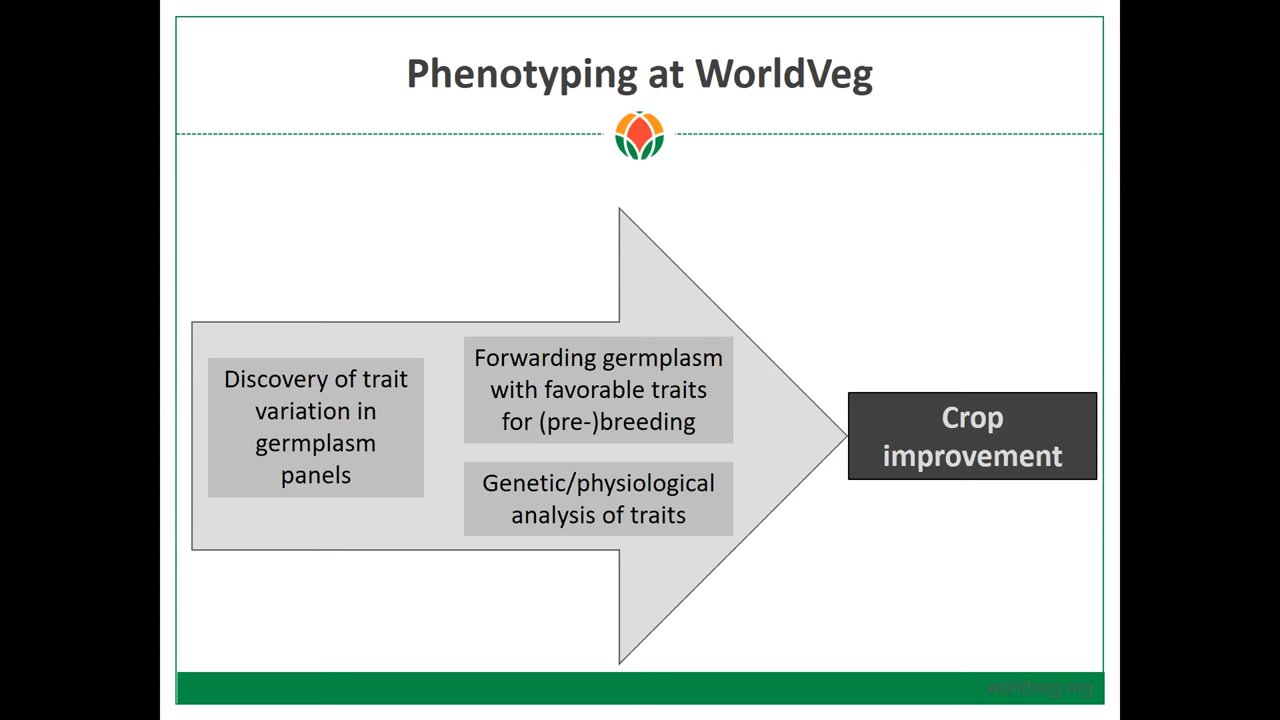 Phenotyping at WorldVeg
Discovery of trait
variation in
germplasm
panels
Forwarding germplasm
with favorable traits
for (pre-)breeding
Genetic/physiological
analysis of traits
Crop
improvement
worldveg.org